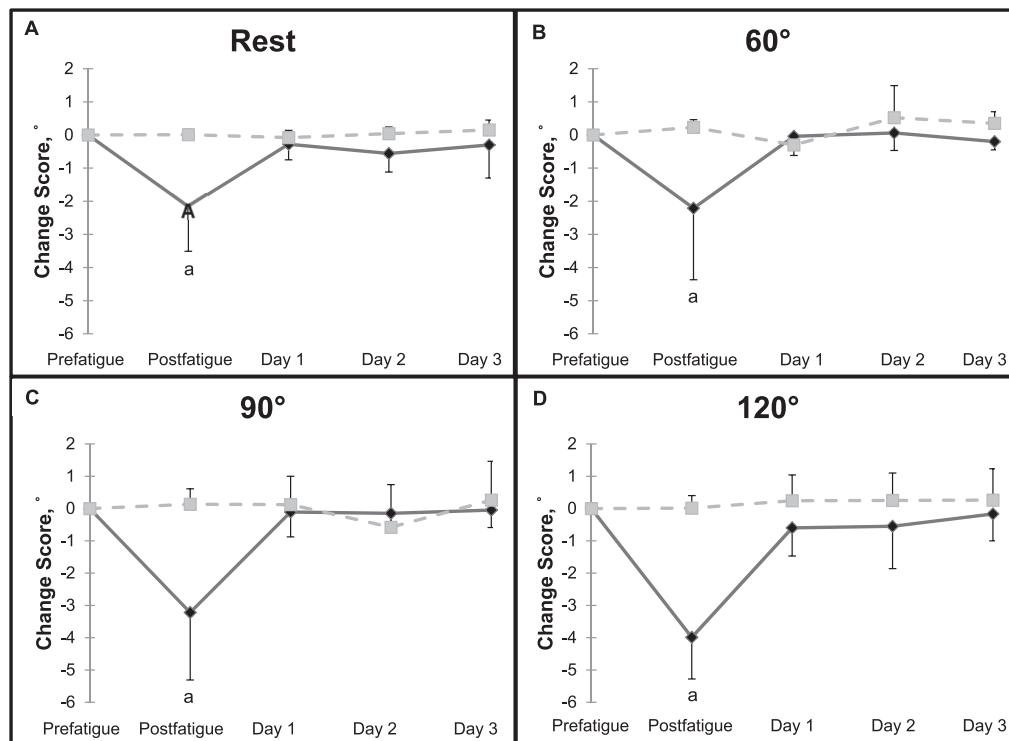 A
Rest
2
1
0
-1
-2
-3
-4
-5
-6
Change Score, °
A
a
Prefatigue Postfatigue Day 1 Day 2 Day 3
B
60°
2
1
0
-1
-2
-3
-4
-5
-6
Change Score, °
a
Prefatigue Postfatigue Day 1 Day 2 Day 3
C
90°
2
1
0
-1
-2
-3
-4
-5
-6
Change Score, °
a
Prefatigue Postfatigue Day 1 Day 2 Day 3
D
120°
2
1
0
-1
-2
-3
-4
-5
-6
Change Score, °
a
Prefatigue Postfatigue Day 1 Day 2 Day 3